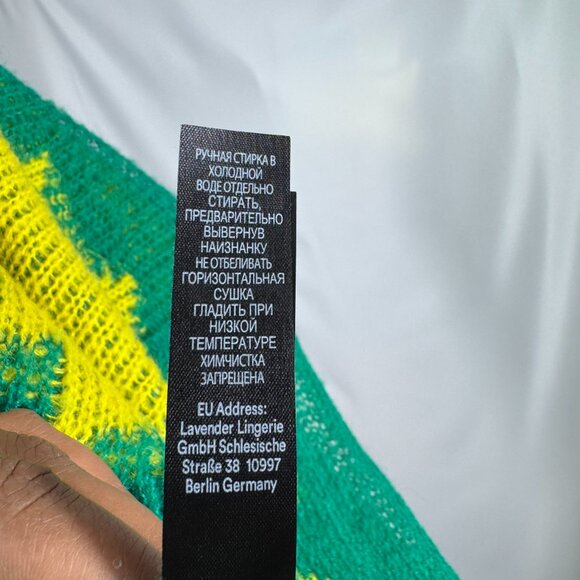 РУЧНАЯ СТИРКА В
ХОЛОДНОЙ
ВОДЕ ОТДЕЛЬНО
СТИРАТЬ,
ПРЕДВАРИТЕЛЬНО
ВЫВЕРНУВ
НАИЗНАНКУ
НЕ ОТБЕЛИВАТЬ
ГОРИЗОНТАЛЬНАЯ
СУШКА
ГЛАДИТЬ ПРИ
НИЗКОЙ
ТЕМПЕРАТУРЕ
ХИМЧИСТКА
ЗАПРЕЩЕНА
EU Address:
Lavender Lingerie
GmbH Schlesische
Straße 38 10997
Berlin Germany